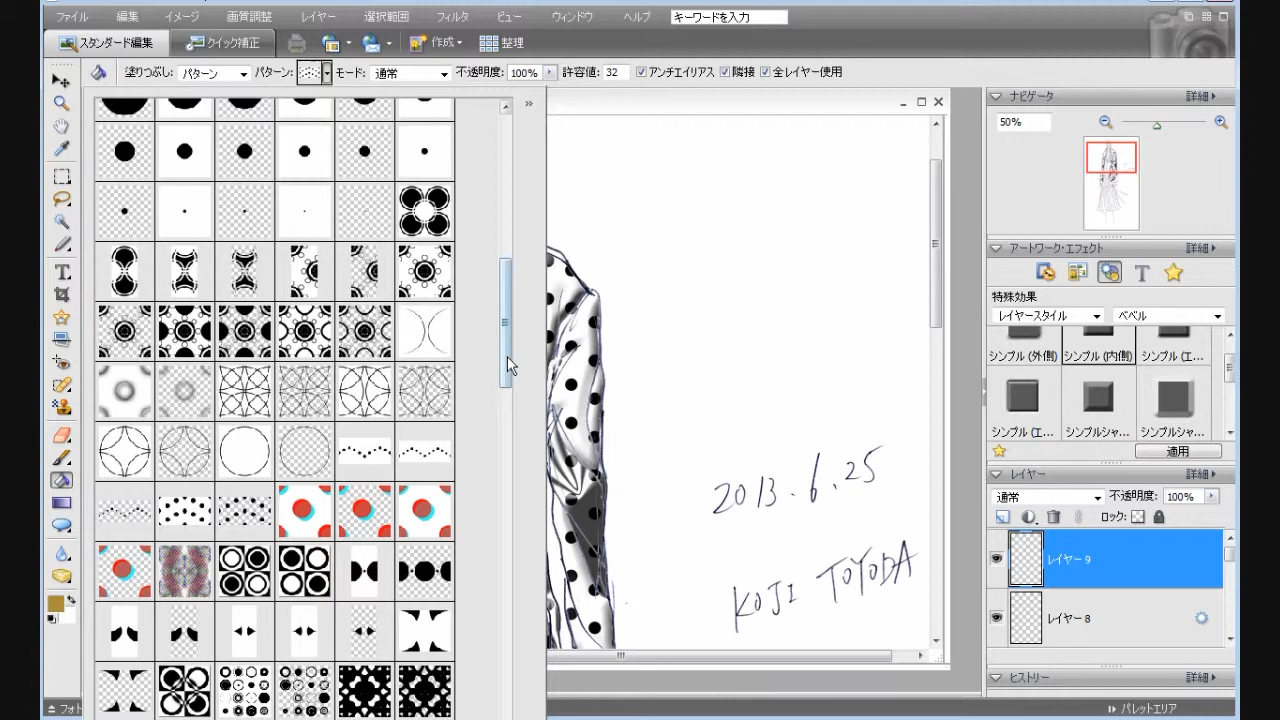 ファイル 編集 イメージ 画質調整 レイヤー 選択範囲 フィルタ ビュー ウィンドウ ヘルプ キーワードを入力
スタンダード編集 クイック補正 作成 整理
塗りつぶし: パターン パターン: モード: 通常 不透明度: 100% 許容値: 32 アンチエイリアス 隣接 全レイヤー使用
ナビゲータ 詳細
50%
アートワーク・エフェクト 詳細
特殊効果
レイヤースタイル ベベル
シンプル (外側) シンプル (内側) シンプル (エ...
シンプル (エ... シンプルシャ... シンプルシャ...
適用
レイヤー 詳細
通常 不透明度: 100%
ロック:
レイヤー 9
レイヤー 8
ヒストリー 詳細
パレットエリア
フォト
2013.6.25
KOJI TOYODA